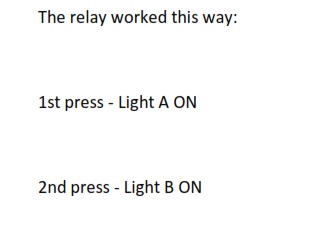 The relay worked this way:
1st press - Light A ON
2nd press - Light B ON